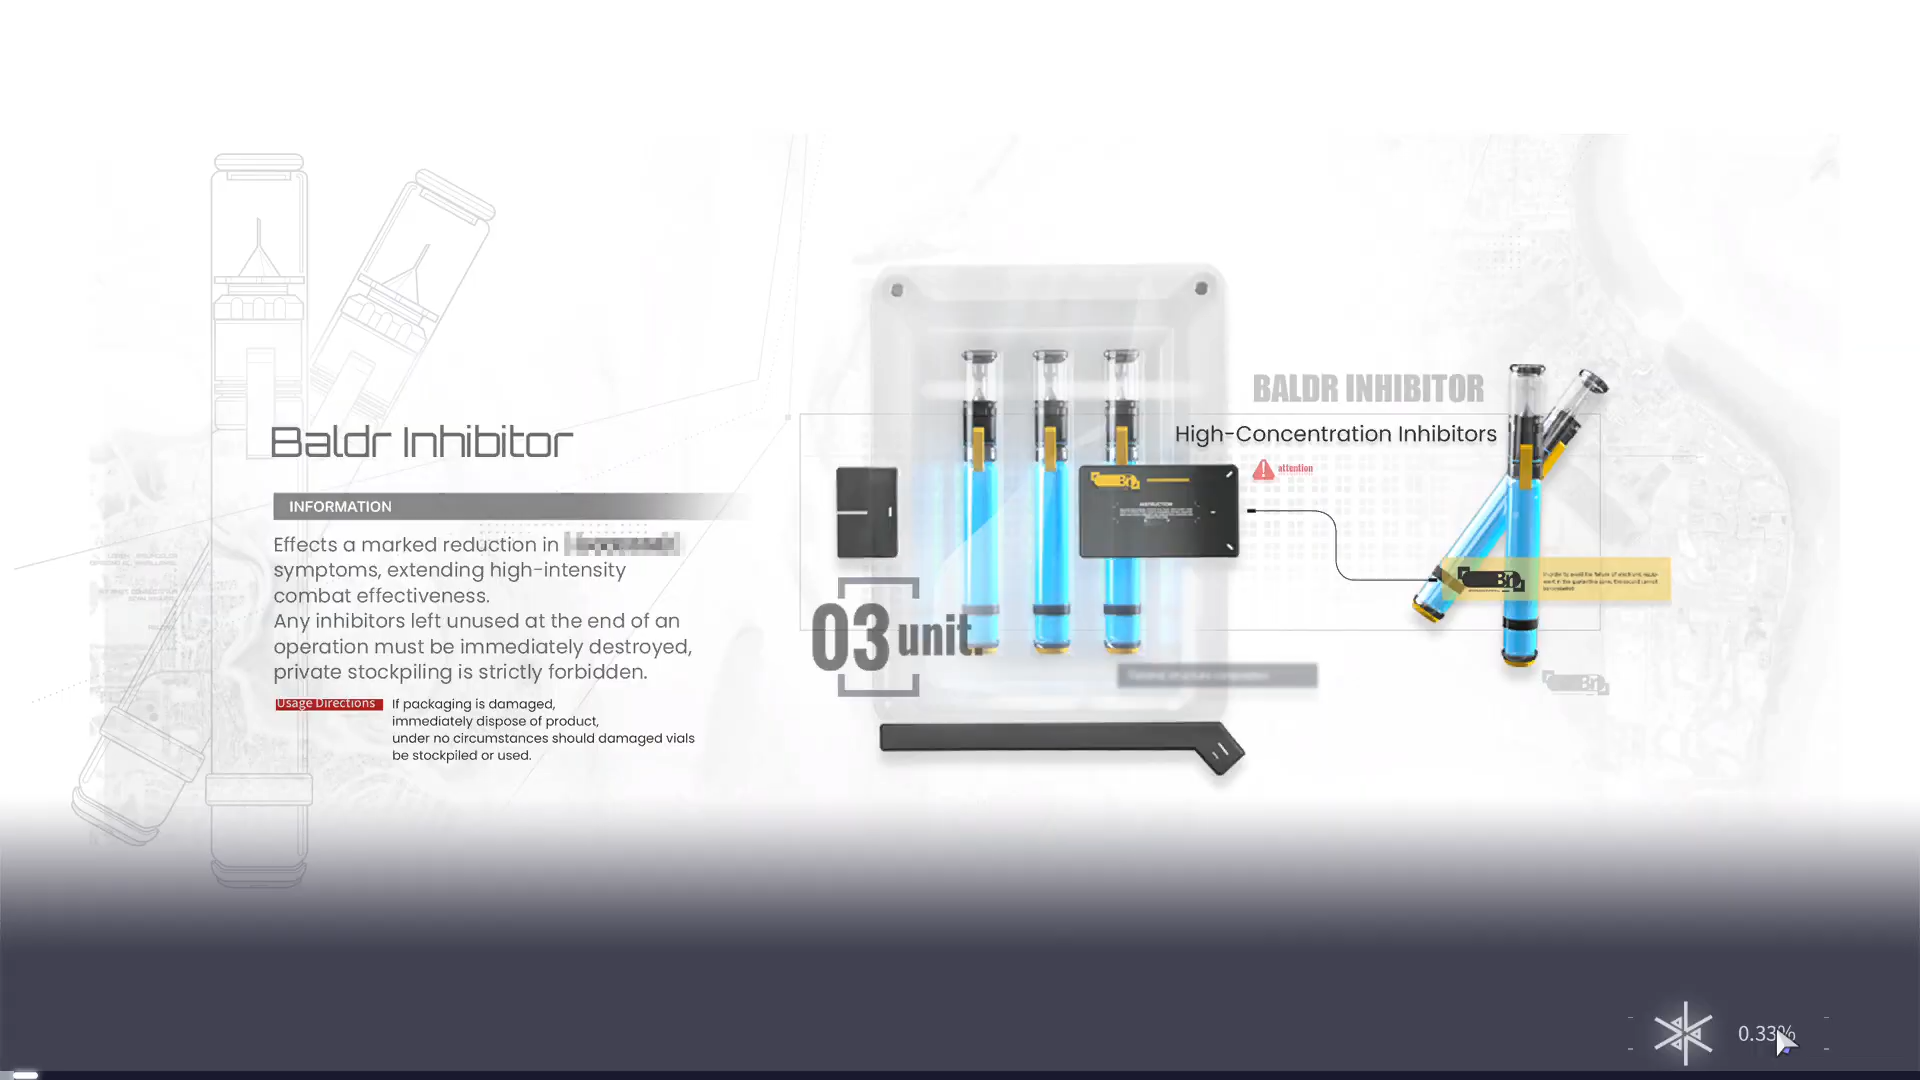 Baldr Inhibitor
INFORMATION
Effects a marked reduction in
symptoms, extending high-intensity
combat effectiveness.
Any inhibitors left unused at the end of an
operation must be immediately destroyed,
private stockpiling is strictly forbidden.
Usage Directions
If packaging is damaged,
immediately dispose of product,
under no circumstances should damaged vials
be stockpiled or used.
03 unit.
BALDR INHIBITOR
High-Concentration Inhibitors
attention
0.33%